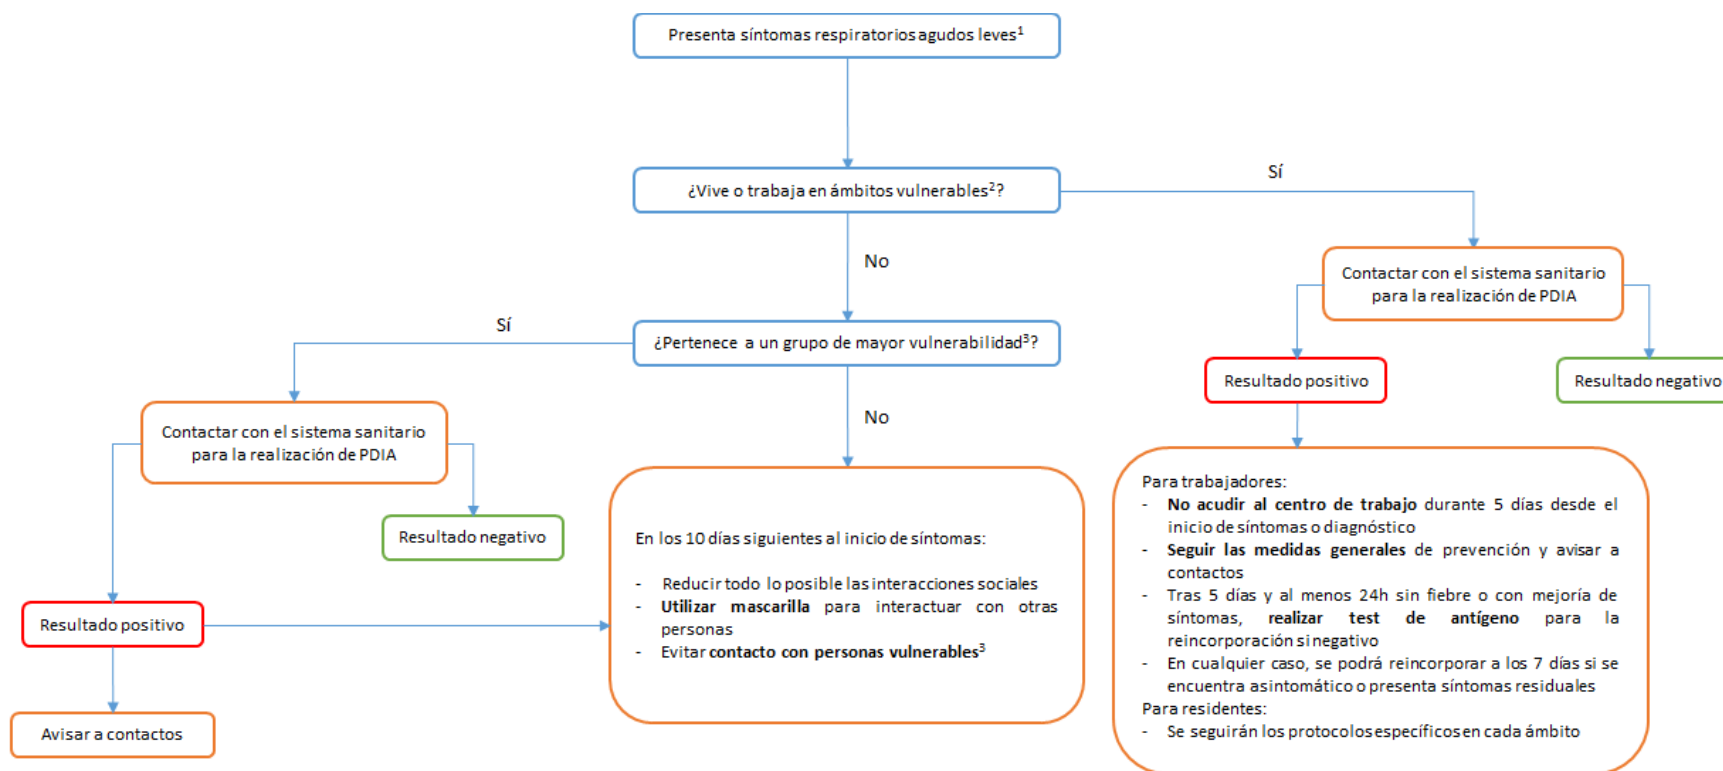 Presenta síntomas respiratorios agudos leves¹
¿Vive o trabaja en ámbitos vulnerables²?
Sí
No
Contactar con el sistema sanitario
para la realización de PDIA
Resultado positivo
Resultado negativo
¿Pertenece a un grupo de mayor vulnerabilidad³?
Sí
No
Contactar con el sistema sanitario
para la realización de PDIA
Resultado negativo
Resultado positivo
Avisar a contactos
En los 10 días siguientes al inicio de síntomas:
- Reducir todo lo posible las interacciones sociales
- Utilizar mascarilla para interactuar con otras
personas
- Evitar contacto con personas vulnerables³
Para trabajadores:
- No acudir al centro de trabajo durante 5 días desde el
inicio de síntomas o diagnóstico
- Seguir las medidas generales de prevención y avisar a
contactos
- Tras 5 días y al menos 24h sin fiebre o con mejoría de
síntomas, realizar test de antígeno para la
reincorporación si negativo
- En cualquier caso, se podrá reincorporar a los 7 días si se
encuentra asintomático o presenta síntomas residuales
Para residentes:
- Se seguirán los protocolos específicos en cada ámbito